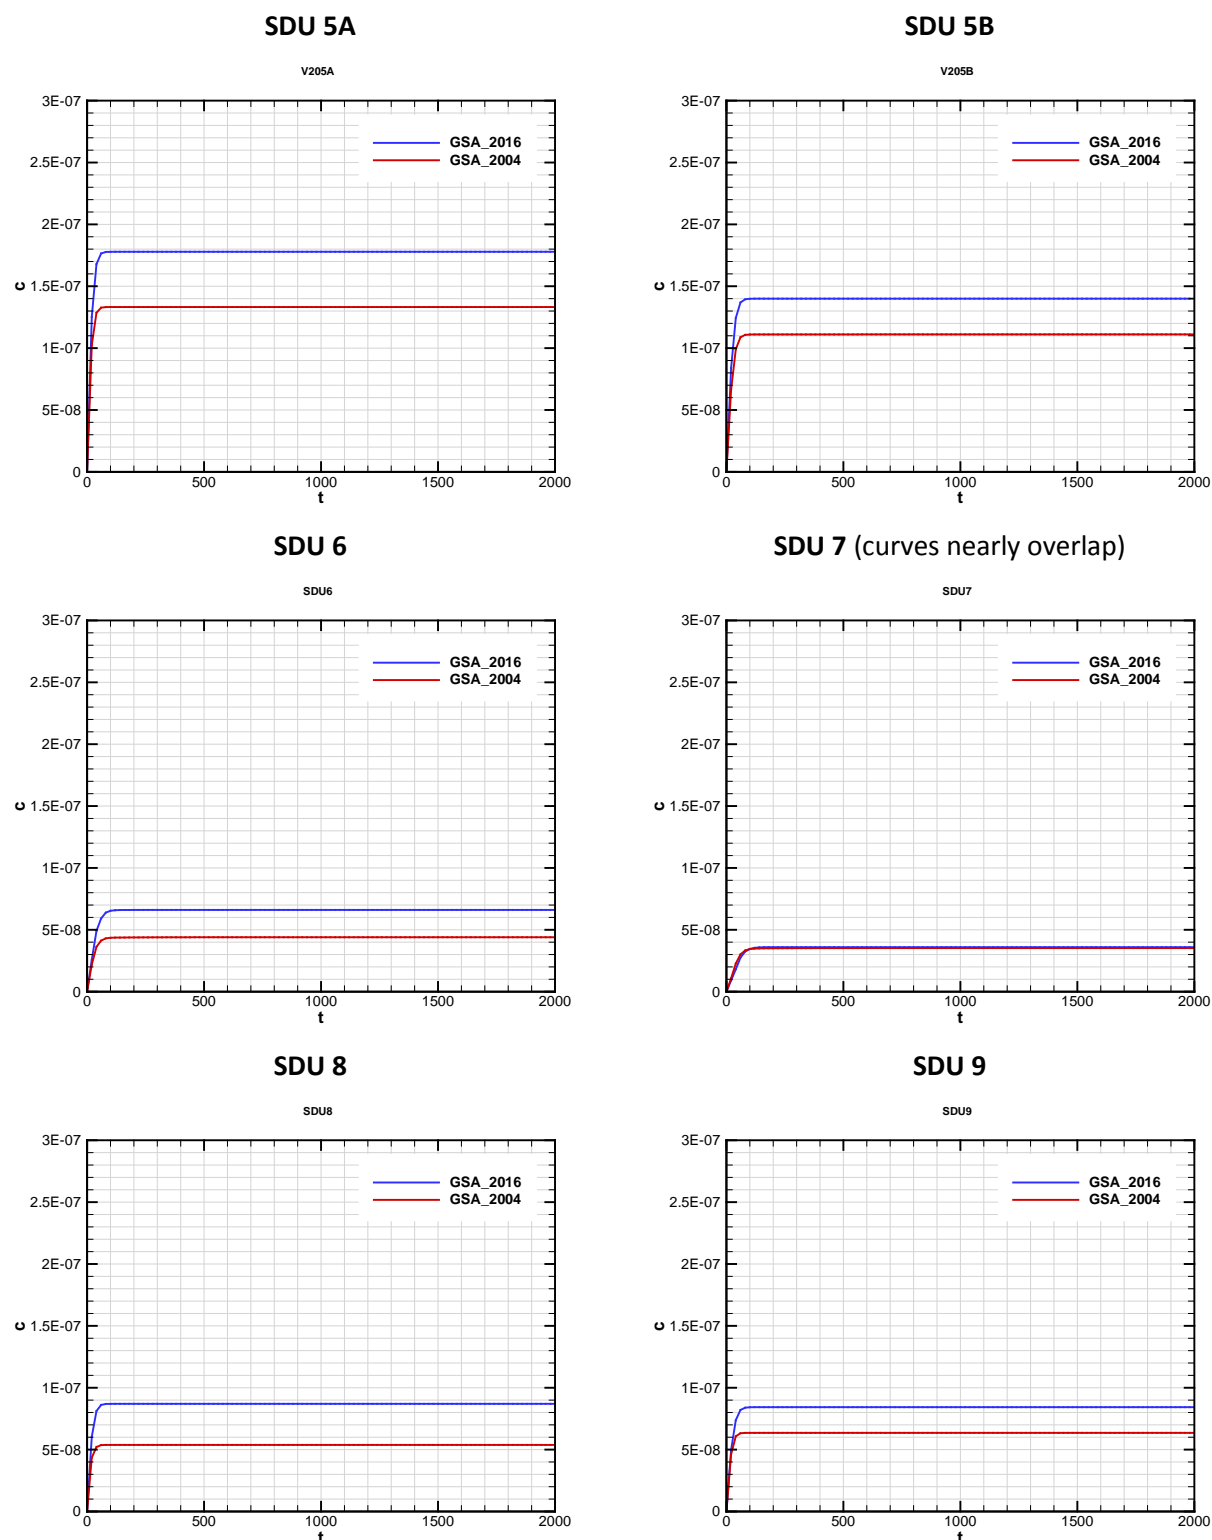 SDU 5A
V205A
3E-07
2.5E-07
2E-07
1.5E-07
1E-07
5E-08
0
c
GSA_2016
GSA_2004
0 500 1000 1500 2000
t
SDU 5B
V205B
3E-07
2.5E-07
2E-07
1.5E-07
1E-07
5E-08
0
c
GSA_2016
GSA_2004
0 500 1000 1500 2000
t
SDU 6
SDU6
3E-07
2.5E-07
2E-07
1.5E-07
1E-07
5E-08
0
c
GSA_2016
GSA_2004
0 500 1000 1500 2000
t
SDU 7 (curves nearly overlap)
SDU7
3E-07
2.5E-07
2E-07
1.5E-07
1E-07
5E-08
0
c
GSA_2016
GSA_2004
0 500 1000 1500 2000
t
SDU 8
SDU8
3E-07
2.5E-07
2E-07
1.5E-07
1E-07
5E-08
0
c
GSA_2016
GSA_2004
0 500 1000 1500 2000
t
SDU 9
SDU9
3E-07
2.5E-07
2E-07
1.5E-07
1E-07
5E-08
0
c
GSA_2016
GSA_2004
0 500 1000 1500 2000
t